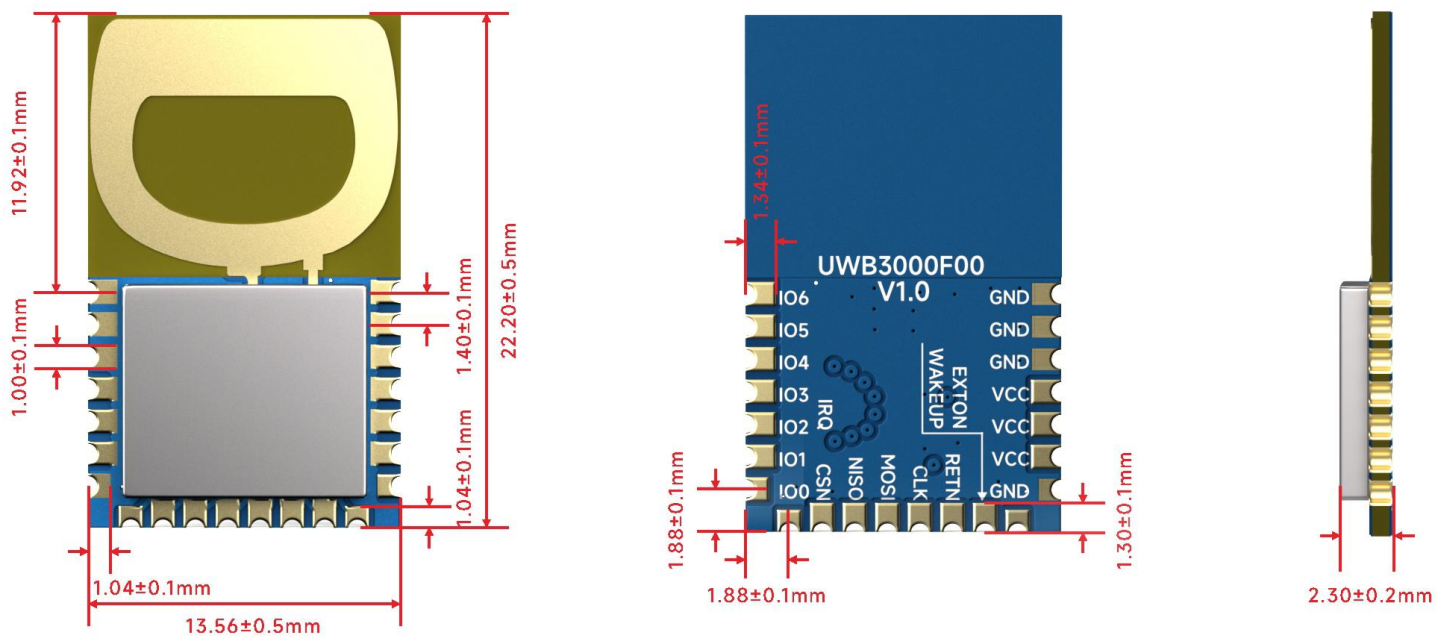 11.92±0.1mm
1.00±0.1mm
1.40±0.1mm
22.20±0.5mm
1.04±0.1mm
1.04±0.1mm
13.56±0.5mm
1.34±0.1mm
UWB3000F00
V1.0
IO6
IO5
IO4
IO3
IO2
IO1
IO0
GND
GND
GND
VCC
VCC
VCC
GND
EXTON
WAKEUP
IRQ
CSN
NISO
MOSI
CLK
RETN
1.88±0.1mm
1.88±0.1mm
1.30±0.1mm
2.30±0.2mm